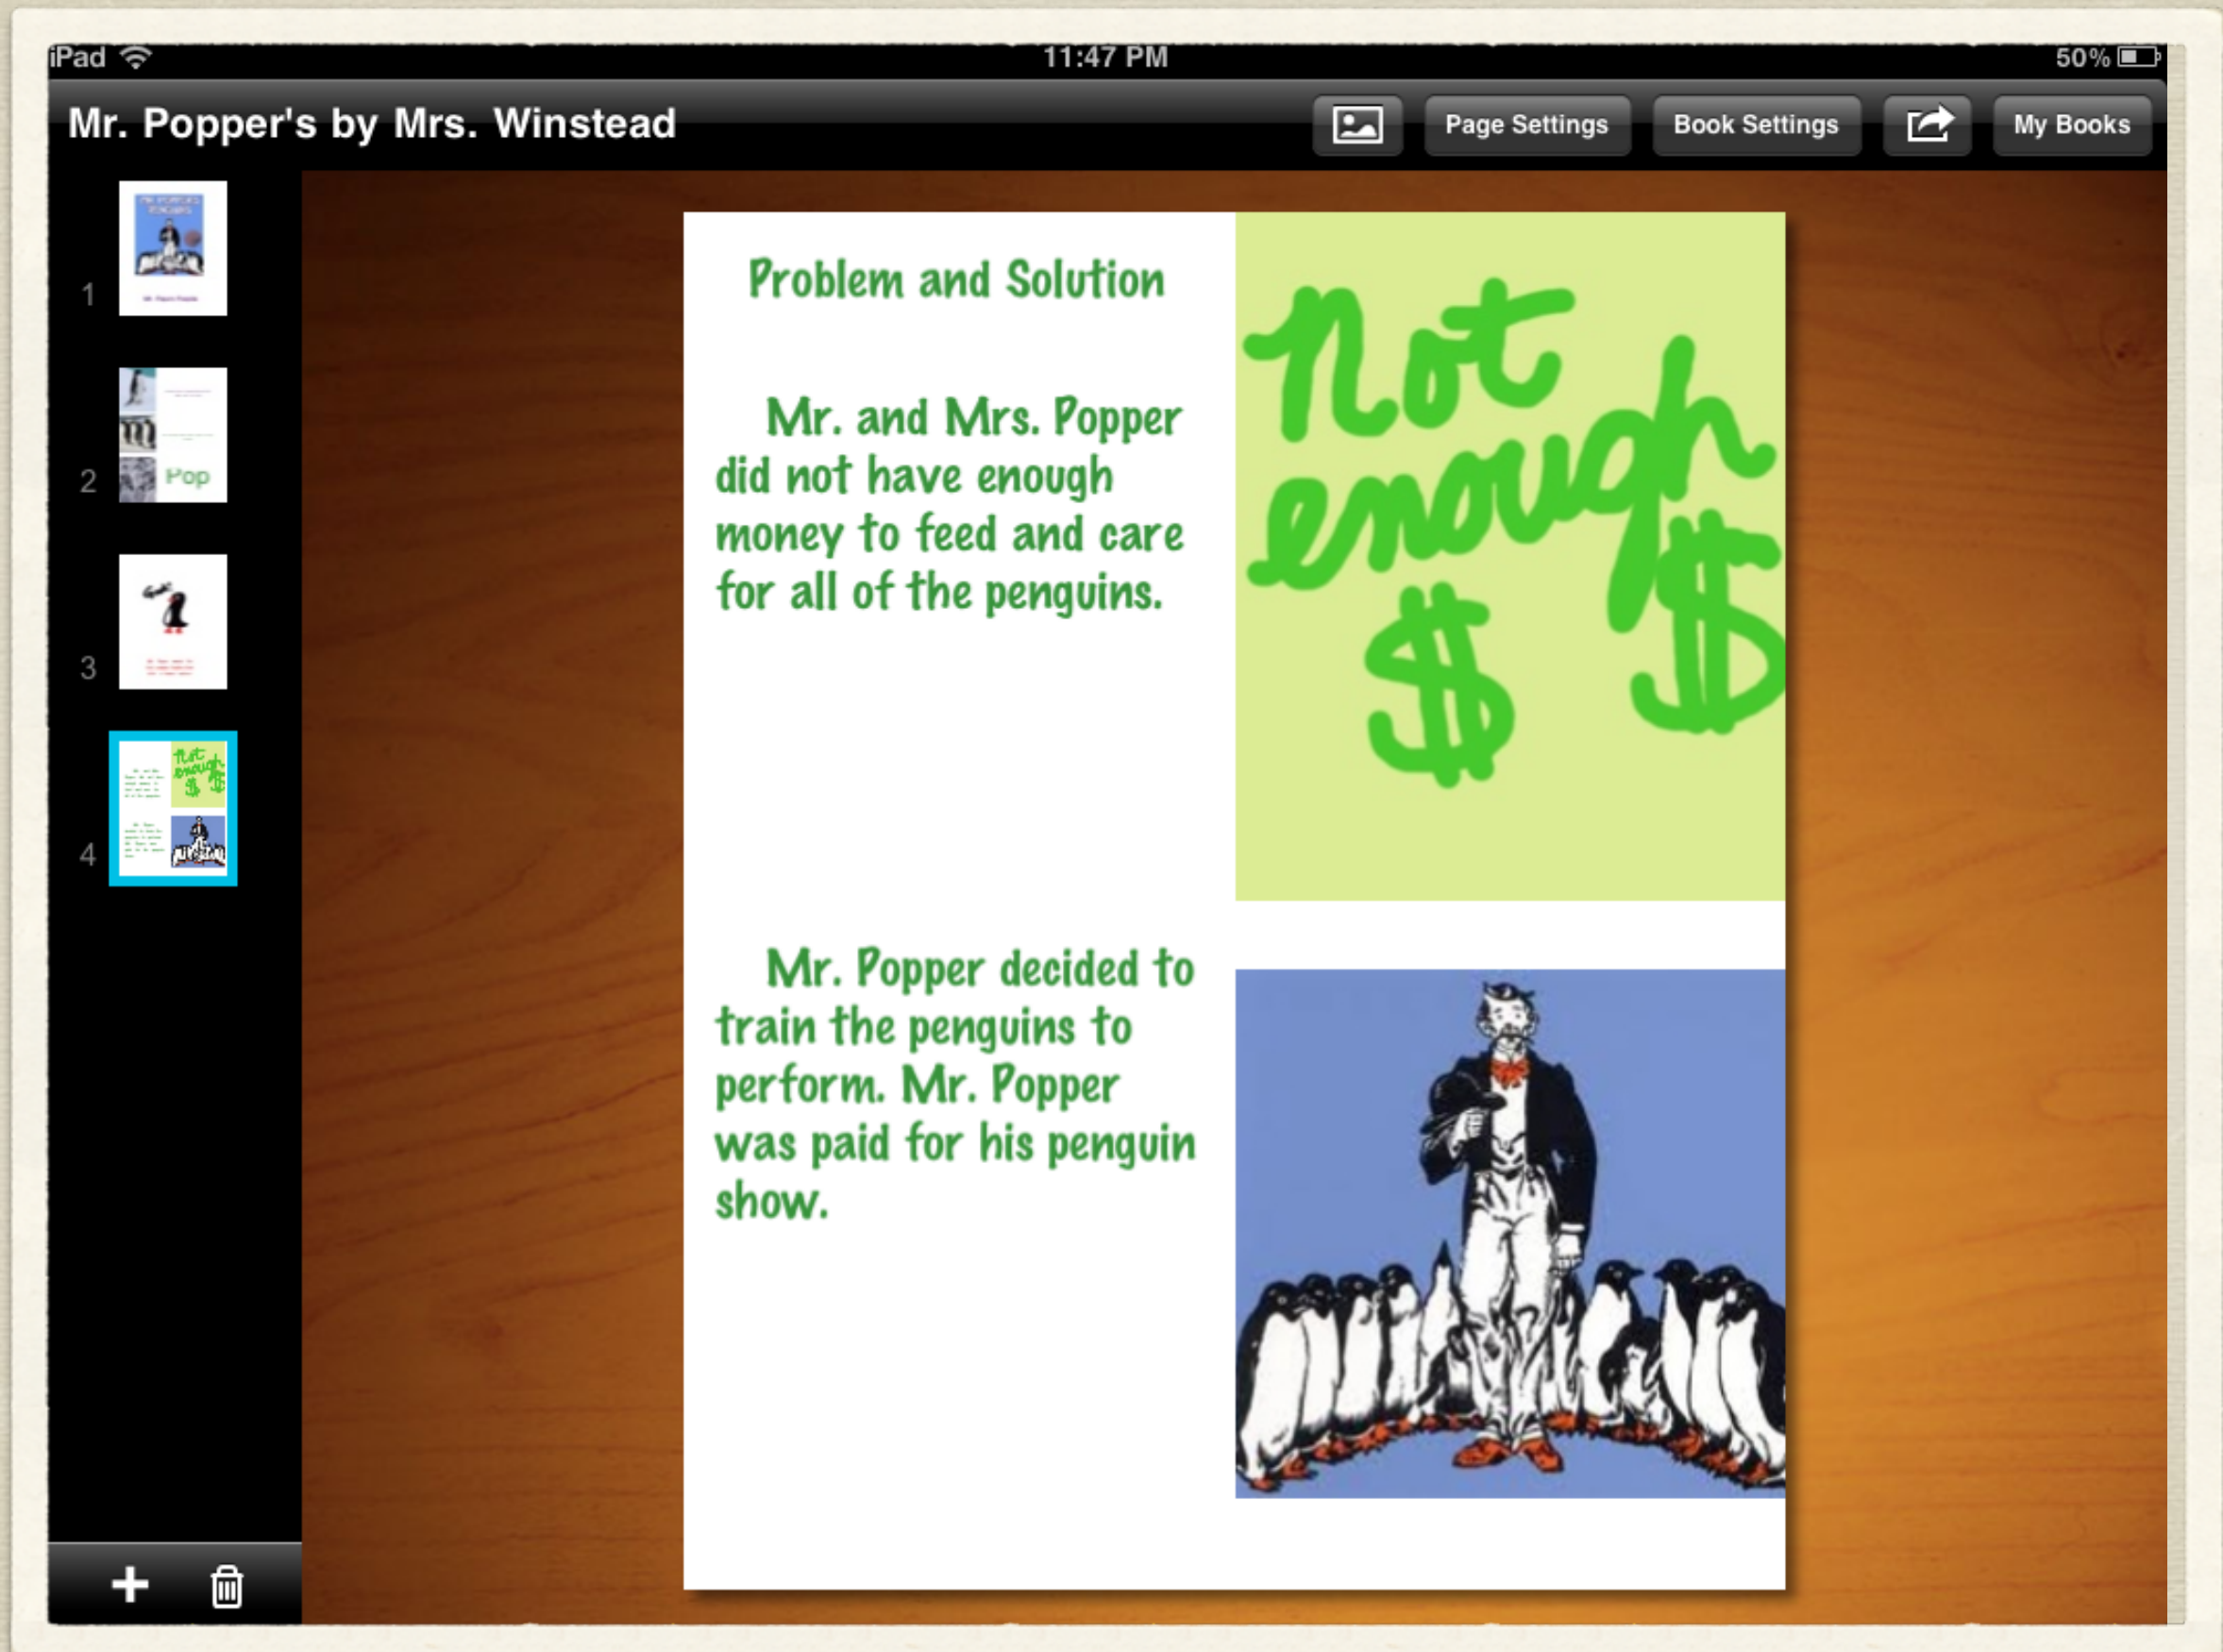 iPad 11:47 PM 50%
Mr. Popper's by Mrs. Winstead Page Settings Book Settings My Books
1
2
Pop
3
4
Not
enough
$ $
Problem and Solution
Mr. and Mrs. Popper
did not have enough
money to feed and care
for all of the penguins.
Not
enough
$ $
Mr. Popper decided to
train the penguins to
perform. Mr. Popper
was paid for his penguin
show.